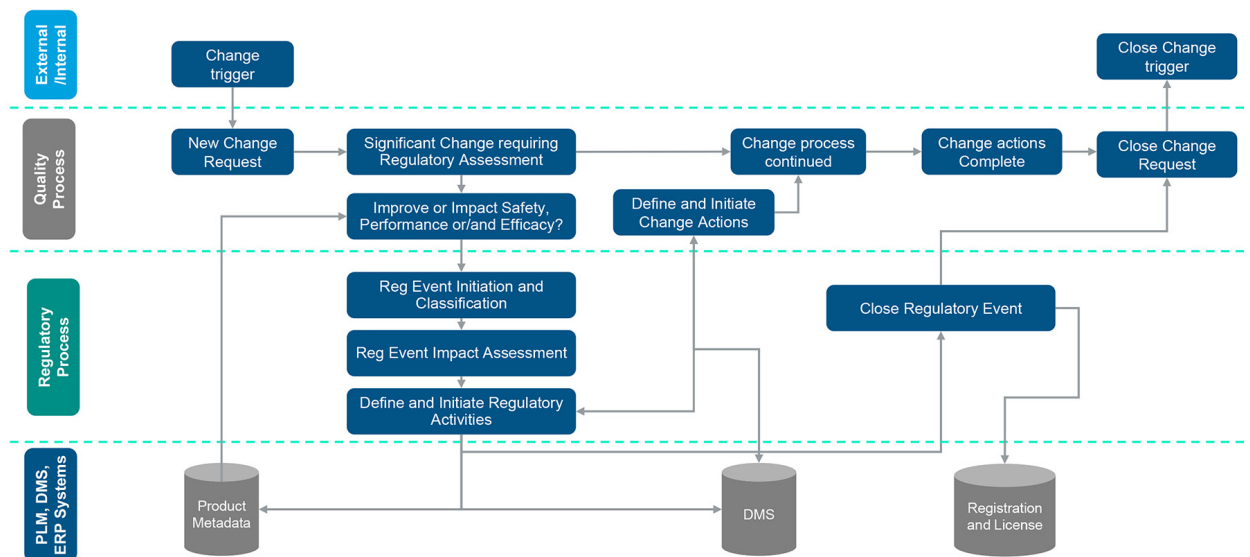 External
/Internal
Change
trigger
Close Change
trigger
Quality
Process
New Change
Request
Significant Change requiring
Regulatory Assessment
Change process
continued
Change actions
Complete
Close Change
Request
Improve or Impact Safety,
Performance or/and Efficacy?
Define and Initiate
Change Actions
Regulatory
Process
Reg Event Initiation and
Classification
Close Regulatory Event
Reg Event Impact Assessment
Define and Initiate Regulatory
Activities
PLM, DMS,
ERP Systems
Product
Metadata
DMS
Registration
and License